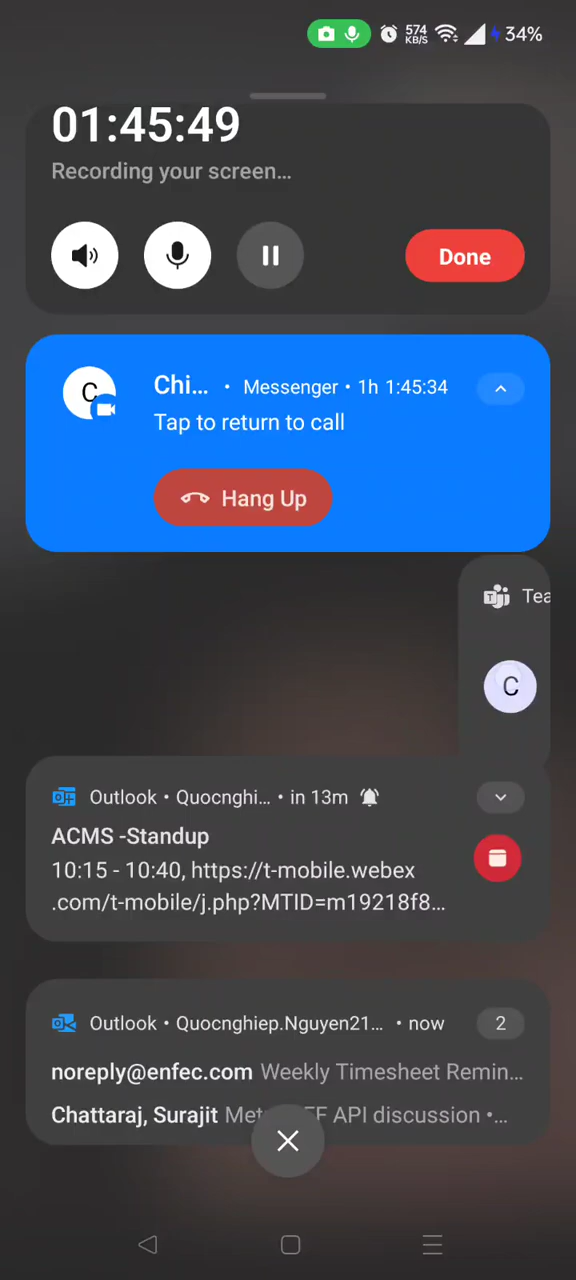 574
KB/S
34%
01:45:49
Recording your screen...
Done
C
Chi... • Messenger • 1h 1:45:34
Tap to return to call
Hang Up
Tea
C
Outlook • Quocnghi... • in 13m
ACMS -Standup
10:15 - 10:40, https://t-mobile.webex
.com/t-mobile/j.php?MTID=m19218f8...
Outlook • Quocnghiep.Nguyen21... • now
2
noreply@enfec.com Weekly Timesheet Remin...
Chattaraj, Surajit API discussion •...